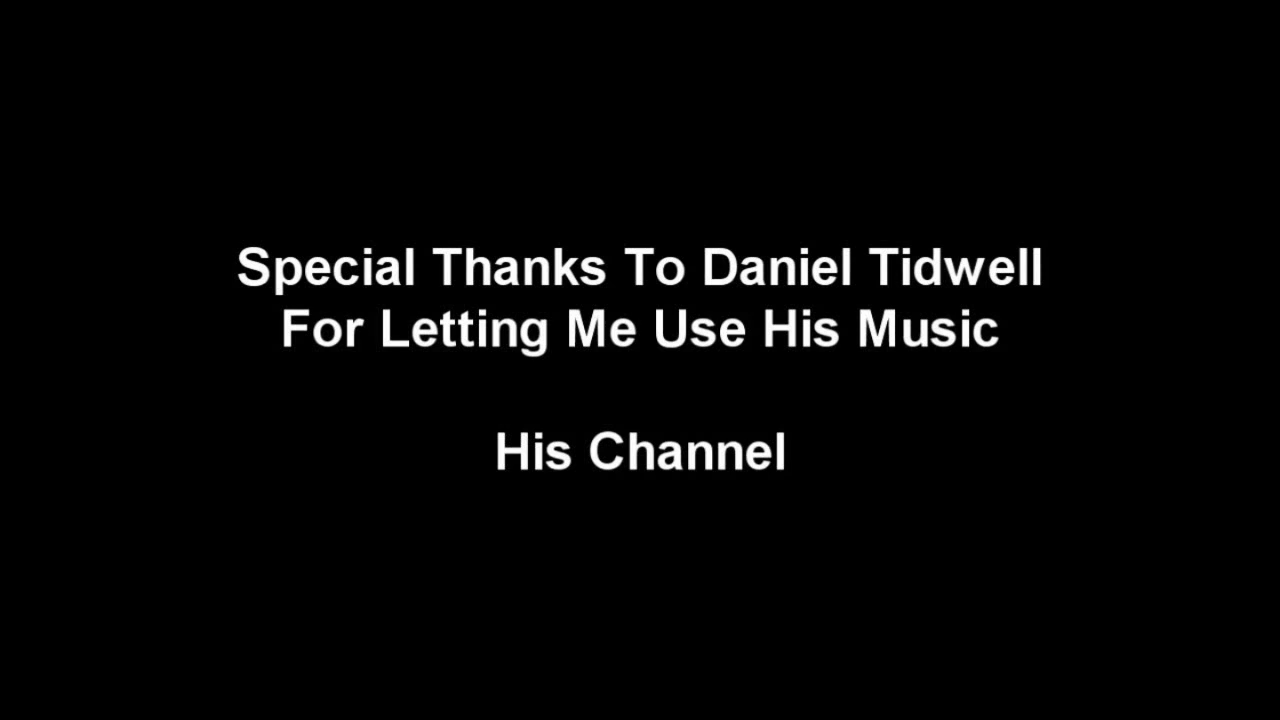 Special Thanks To Daniel Tidwell
For Letting Me Use His Music
His Channel